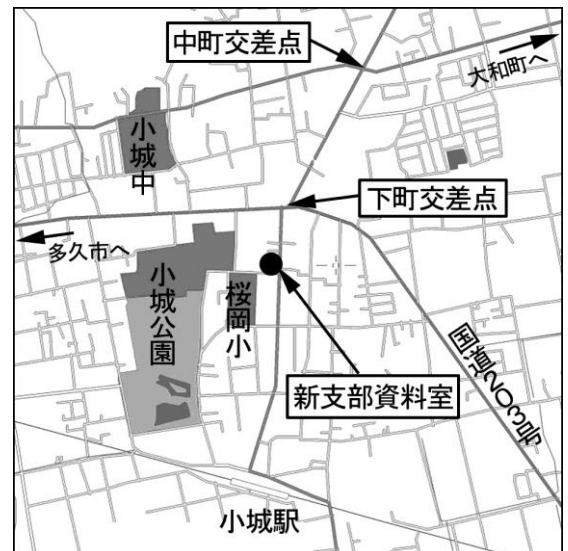 中町交差点
大和町へ
小城中
下町交差点
多久市へ
小城公園
桜岡小
国道203号
新支部資料室
小城駅